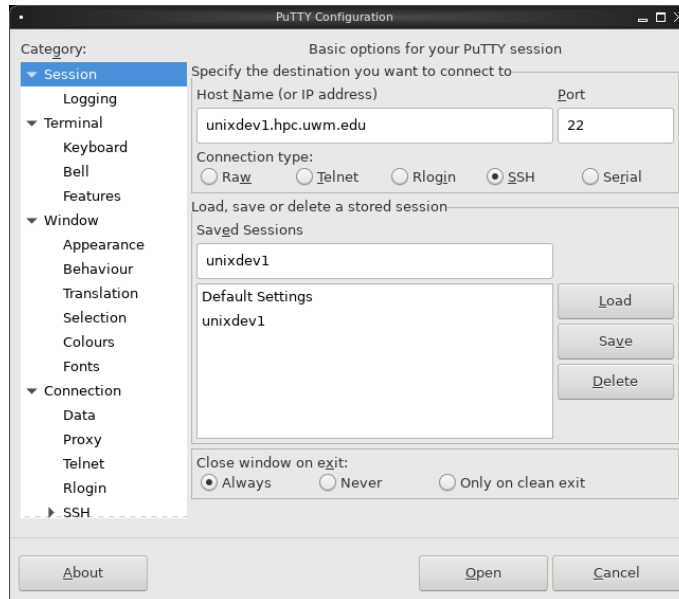 PuTTY Configuration
Category:
Session
Logging
Terminal
Keyboard
Bell
Features
Window
Appearance
Behaviour
Translation
Selection
Colours
Fonts
Connection
Data
Proxy
Telnet
Rlogin
SSH
Basic options for your PuTTY session
Specify the destination you want to connect to
Host Name (or IP address) Port
unixdev1.hpc.uwm.edu 22
Connection type:
Raw Telnet Rlogin SSH Serial
Load, save or delete a stored session
Saved Sessions
unixdev1
Default Settings
unixdev1
Load
Save
Delete
Close window on exit:
Always Never Only on clean exit
About Open Cancel